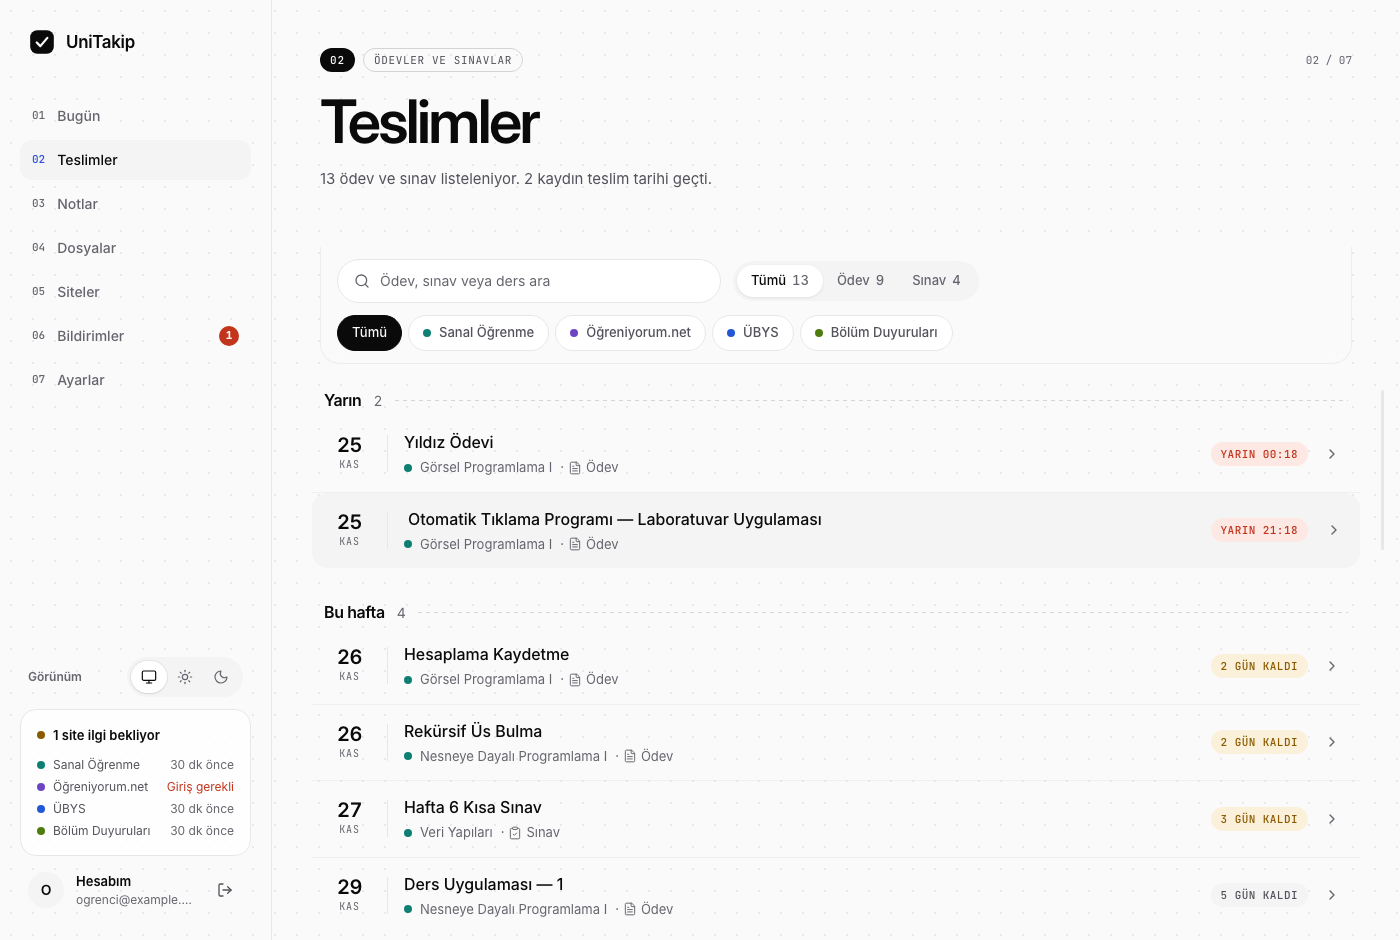 UniTakip
01 Bugün
02 Teslimler
03 Notlar
04 Dosyalar
05 Siteler
06 Bildirimler 1
07 Ayarlar
Görünüm
1 site ilgi bekliyor
Sanal Öğrenme 30 dk önce
Öğreniyorum.net Giriş gerekli
ÜBYS 30 dk önce
Bölüm Duyuruları 30 dk önce
O
Hesabım
ogrenci@example....
02 ÖDEVLER VE SINAVLAR 02 / 07
Teslimler
13 ödev ve sınav listeleniyor. 2 kaydın teslim tarihi geçti.
Ödev, sınav veya ders ara
Tümü 13 Ödev 9 Sınav 4
Tümü Sanal Öğrenme Öğreniyorum.net ÜBYS Bölüm Duyuruları
Yarın 2
25 KAS
Yıldız Ödevi
Görsel Programlama I · Ödev
YARIN 00:18
25 KAS
Otomatik Tıklama Programı — Laboratuvar Uygulaması
Görsel Programlama I · Ödev
YARIN 21:18
Bu hafta 4
26 KAS
Hesaplama Kaydetme
Görsel Programlama I · Ödev
2 GÜN KALDI
26 KAS
Rekürsif Üs Bulma
Nesneye Dayalı Programlama I · Ödev
2 GÜN KALDI
27 KAS
Hafta 6 Kısa Sınav
Veri Yapıları · Sınav
3 GÜN KALDI
29 KAS
Ders Uygulaması — 1
Nesneye Dayalı Programlama I · Ödev
5 GÜN KALDI